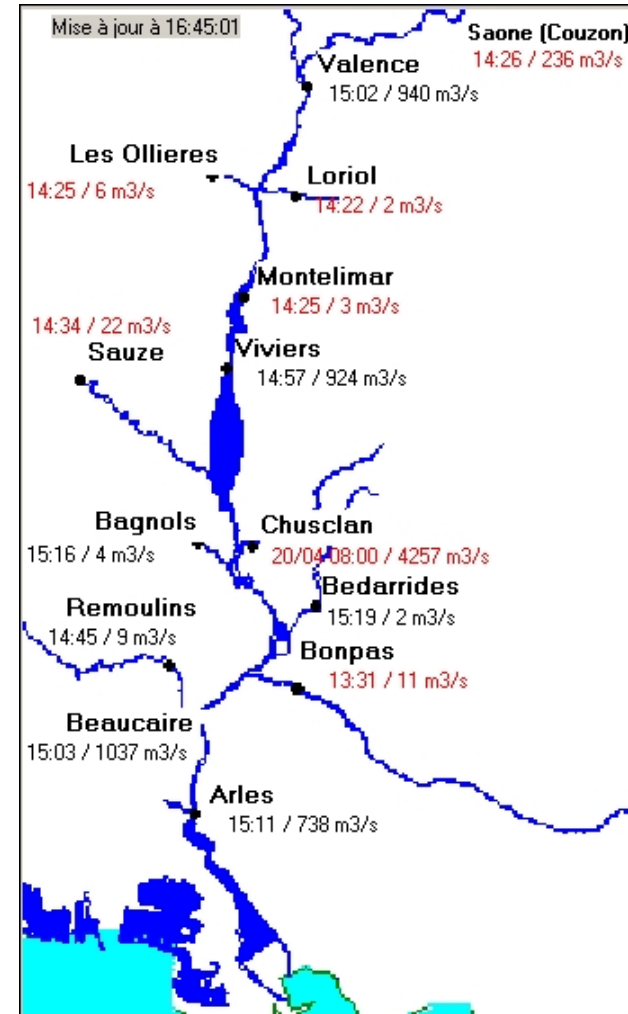 Mise à jour à 16:45:01
Saone (Couzon)
14:26 / 236 m3/s
Valence
15:02 / 940 m3/s
Les Ollieres
14:25 / 6 m3/s
Loriol
14:22 / 2 m3/s
Montelimar
14:25 / 3 m3/s
14:34 / 22 m3/s
Sauze
Viviers
14:57 / 924 m3/s
Bagnols
15:16 / 4 m3/s
Chusclan
20/04 08:00 / 4257 m3/s
Bedarrides
15:19 / 2 m3/s
Remoulins
14:45 / 9 m3/s
Bonpas
13:31 / 11 m3/s
Beaucaire
15:03 / 1037 m3/s
Arles
15:11 / 738 m3/s